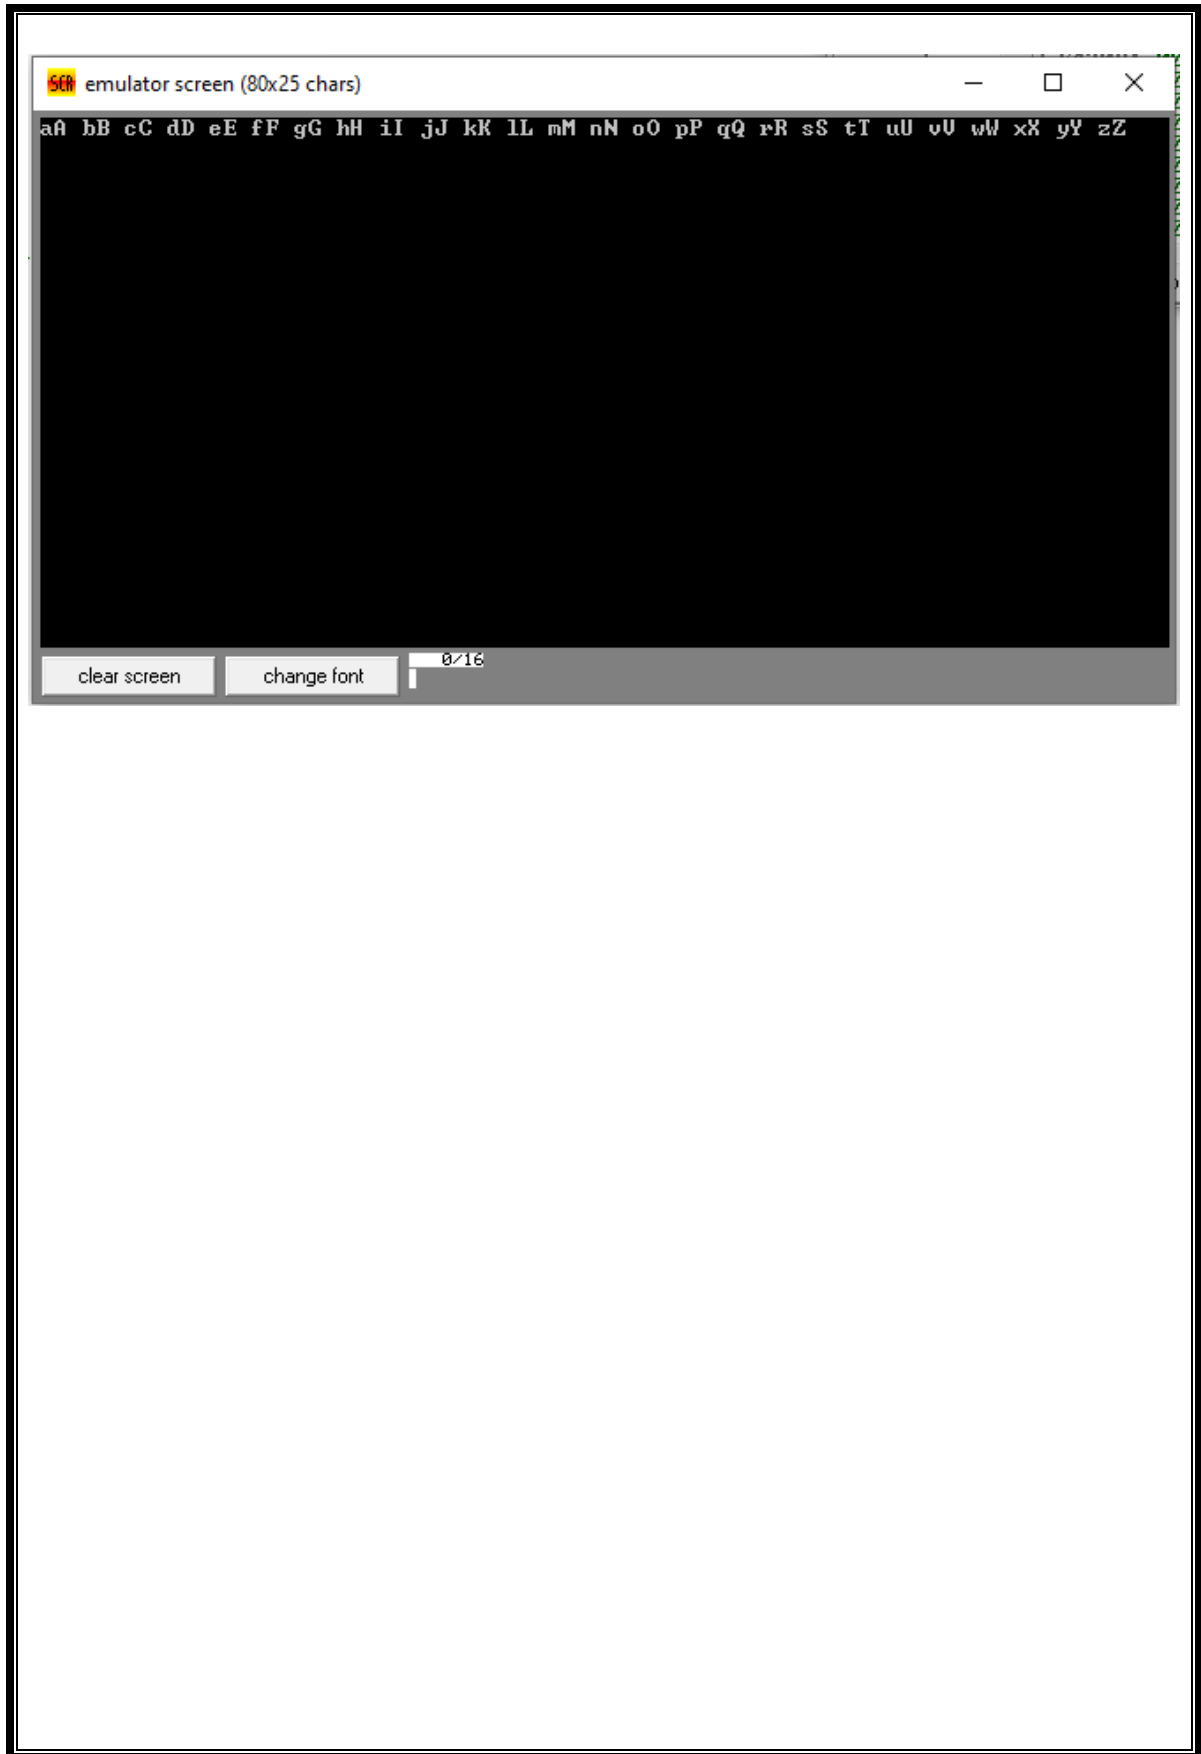 SCR emulator screen (80x25 chars)
aA bB cC dD eE fF gG hH iI jJ kK lL mM nN oO pP qQ rR sS tT uU vV wW xX yY zZ
clear screen change font 0/16